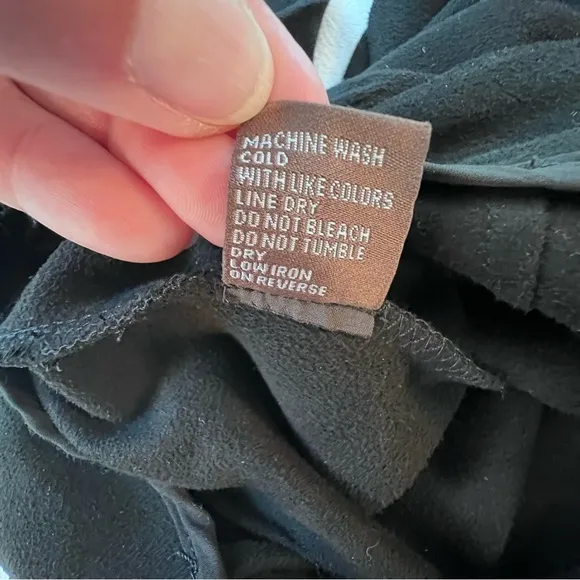 MACHINE WASH
COLD
WITH LIKE COLORS
LINE DRY
DO NOT BLEACH
DO NOT TUMBLE
DRY
LOW IRON
ON REVERSE